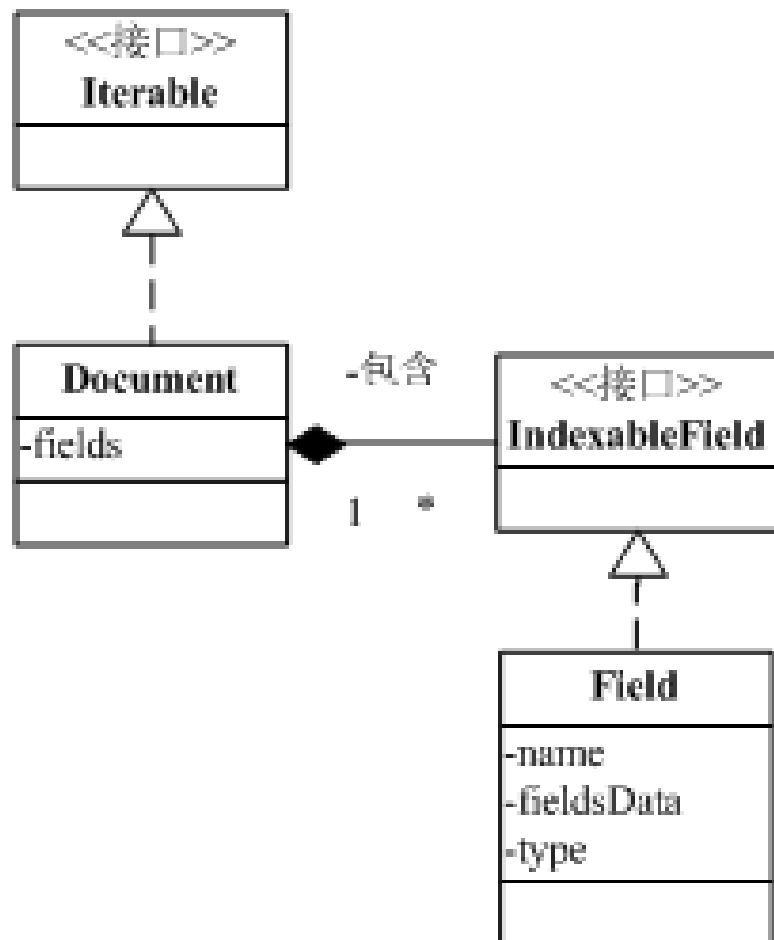 <<接口>>
Iterable
Document
-fields
-包含
1 *
<<接口>>
IndexableField
Field
-name
-fieldsData
-type